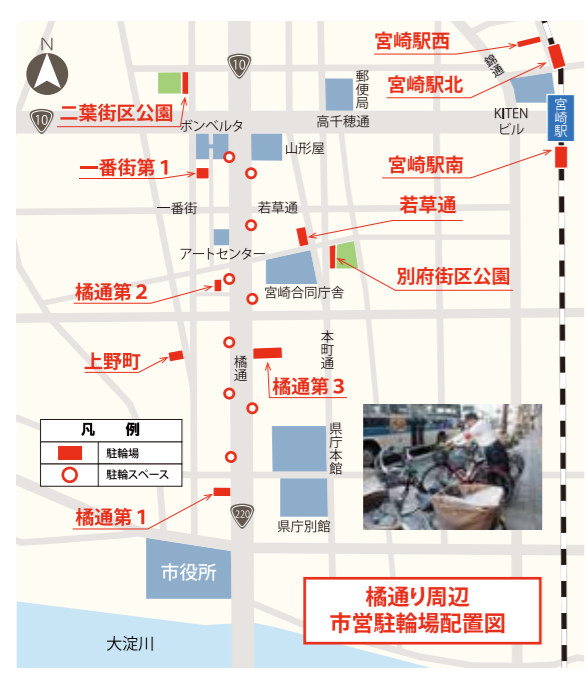 N
10
10
宮崎駅西
宮崎駅北
錦通
郵便局
二葉街区公園
高千穂通
KITEN
ビル
宮崎駅
ボンベルタ
山形屋
一番街第1
宮崎駅南
一番街
若草通
若草通
アートセンター
別府街区公園
橘通第2
宮崎合同庁舎
上野町
橘通
本町通
橘通第3
凡 例
駐輪場
駐輪スペース
県庁本館
橘通第1
220
県庁別館
市役所
橘通り周辺
市営駐輪場配置図
大淀川